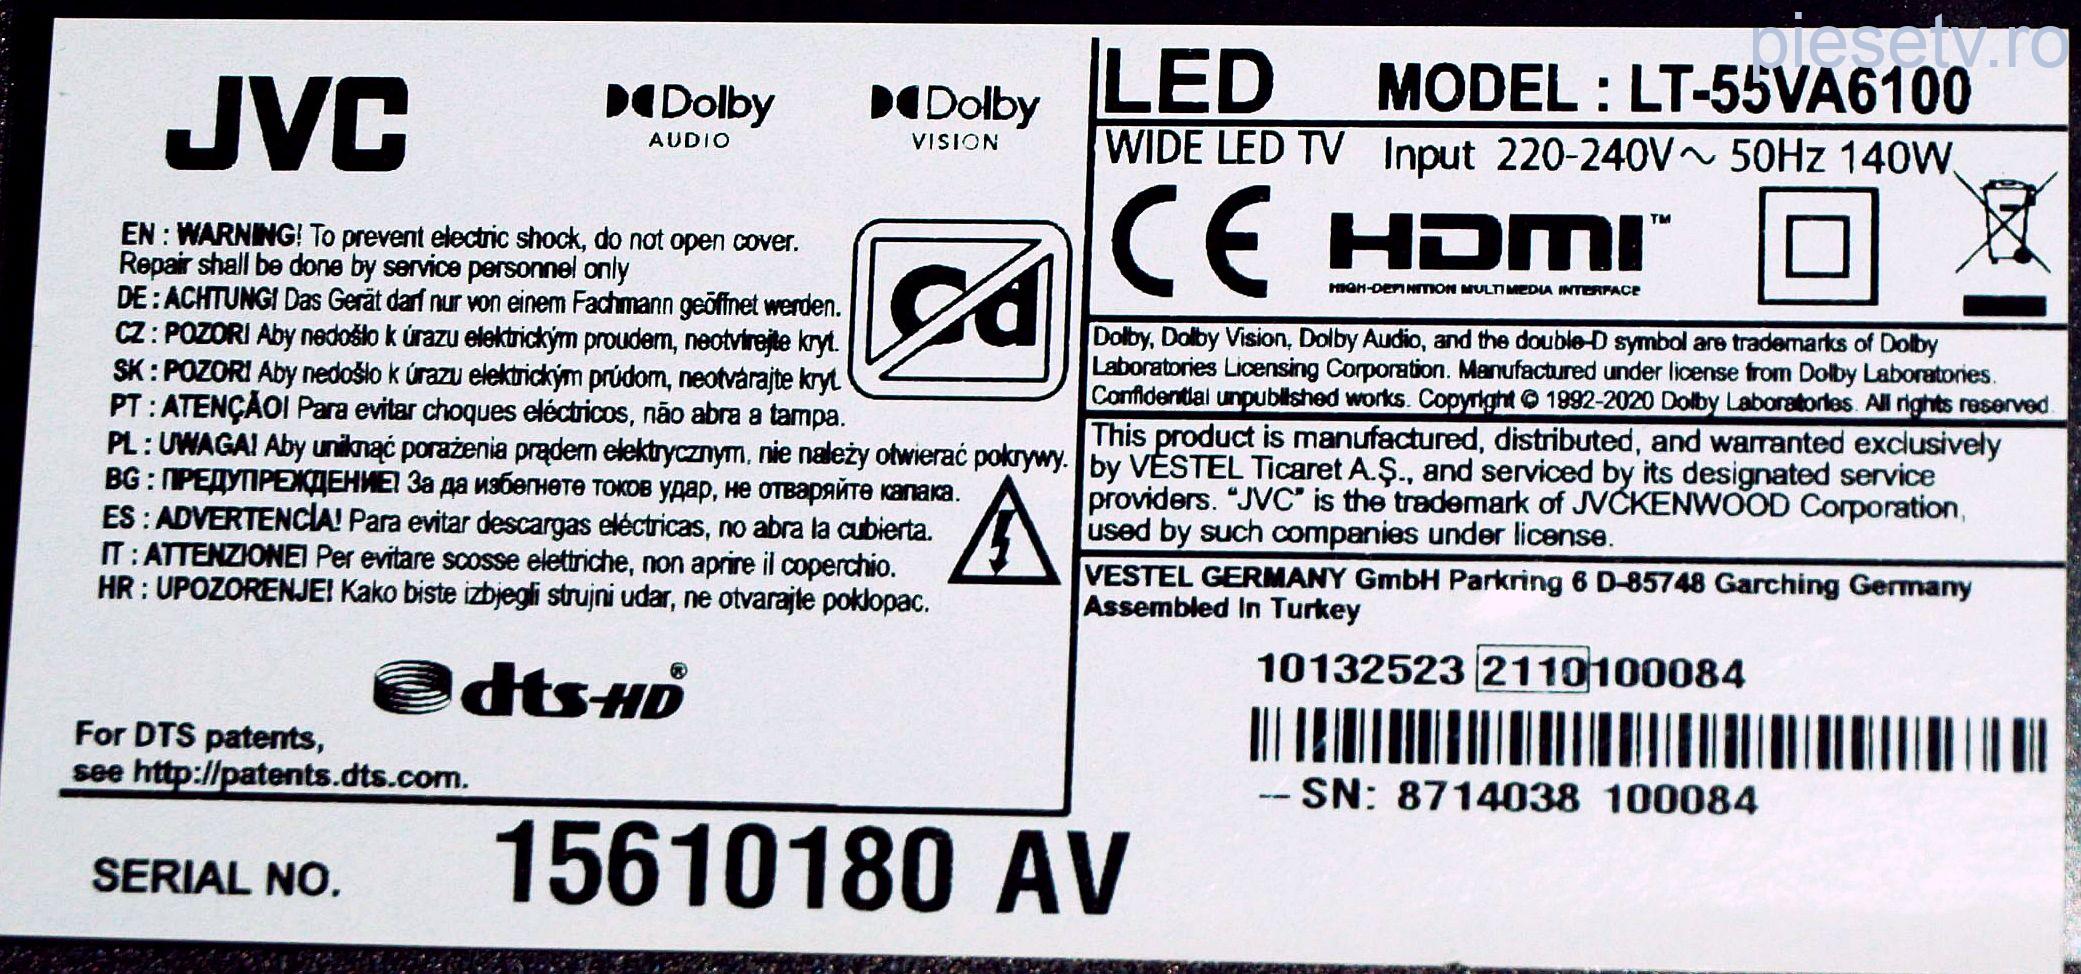 piesetv.ro
JVC
Dolby
AUDIO
Dolby
VISION
EN : WARNING! To prevent electric shock, do not open cover.
Repair shall be done by service personnel only
DE : ACHTUNG! Das Gerät darf nur von einem Fachmann geöffnet werden.
CZ : POZOR! Aby nedošlo k úrazu elektrickým proudem, neotvírejte kryt.
SK : POZOR! Aby nedošlo k úrazu elektrickým prúdom, neotvárajte kryt.
PT : ATENÇÃO! Para evitar choques eléctricos, não abra a tampa.
PL : UWAGA! Aby uniknąć porażenia prądem elektrycznym, nie należy otwierać pokrywy.
BG : ПРЕДУПРЕЖДЕНИЕ! За да избегнете токов удар, не отваряйте капака.
ES : ADVERTENCIA! Para evitar descargas eléctricas, no abra la cubierta.
IT : ATTENZIONE! Per evitare scosse elettriche, non aprire il coperchio.
HR : UPOZORENJE! Kako biste izbjegli strujni udar, ne otvarajte poklopac.
Cd
dts-HD®
For DTS patents,
see http://patents.dts.com.
LED MODEL : LT-55VA6100
WIDE LED TV Input 220-240V~ 50Hz 140W
CE HDMI™
HIGH-DEFINITION MULTIMEDIA INTERFACE
Dolby, Dolby Vision, Dolby Audio, and the double-D symbol are trademarks of Dolby
Laboratories Licensing Corporation. Manufactured under license from Dolby Laboratories.
Confidential unpublished works. Copyright © 1992-2020 Dolby Laboratories. All rights reserved.
This product is manufactured, distributed, and warranted exclusively
by VESTEL Ticaret A.Ş., and serviced by its designated service
providers. "JVC" is the trademark of JVCKENWOOD Corporation,
used by such companies under license.
VESTEL GERMANY GmbH Parkring 6 D-85748 Garching Germany
Assembled In Turkey
10132523 2110 100084
SN: 8714038 100084
SERIAL NO. 15610180 AV